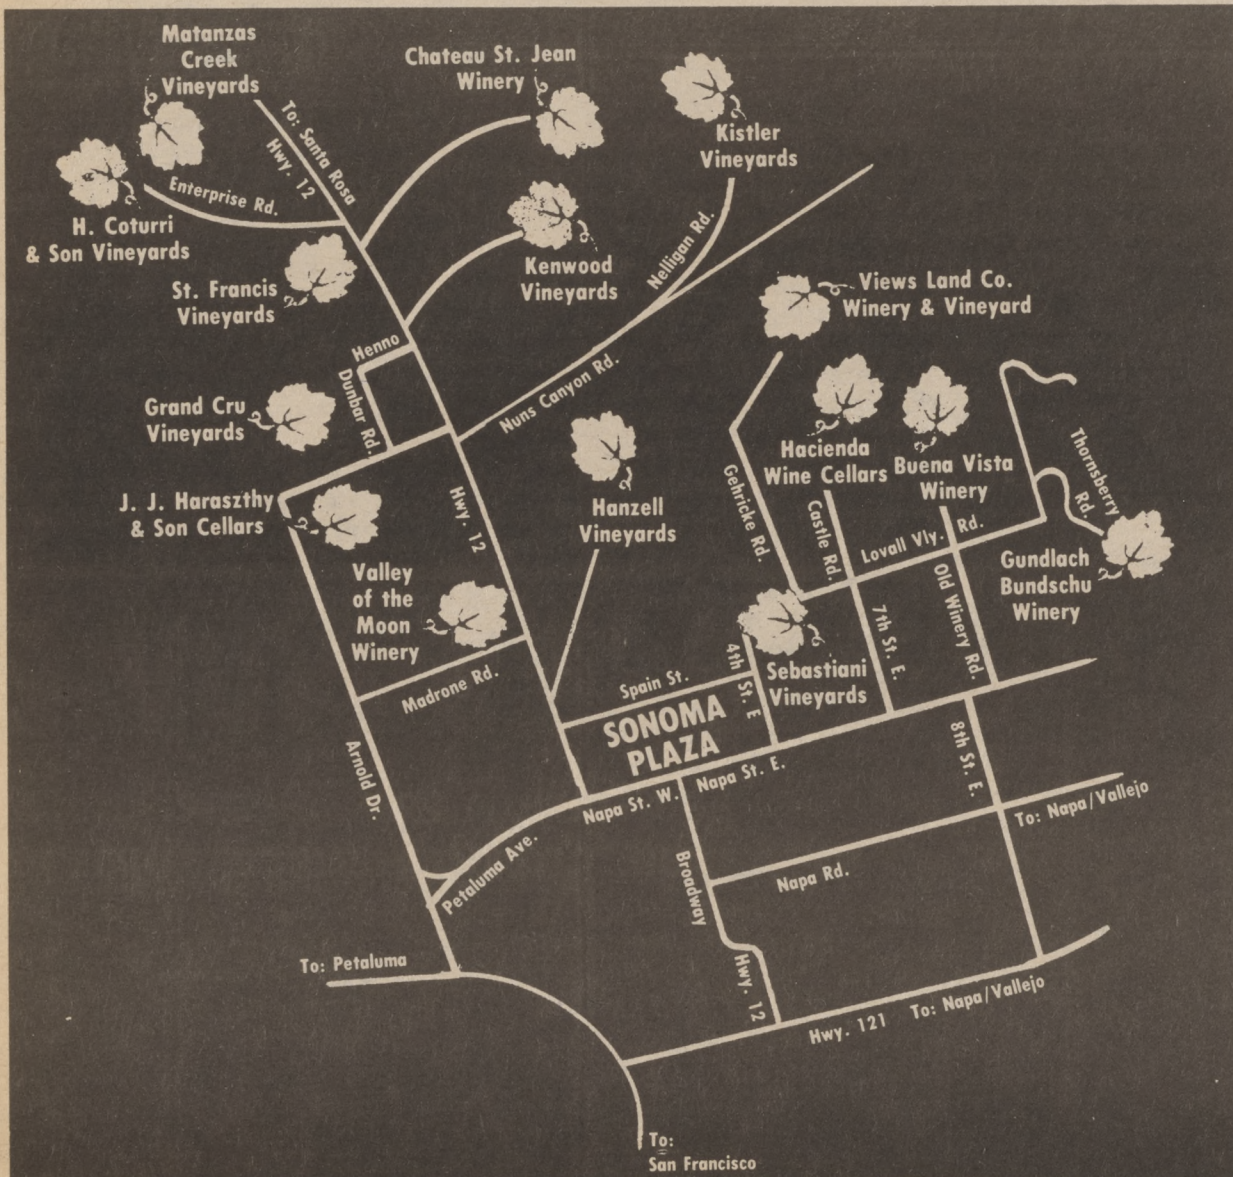 Matanzas
Creek
Vineyards
To: Santa Rosa
Hwy. 12
Chateau St. Jean
Winery
Kistler
Vineyards
Enterprise Rd.
H. Coturri
& Son Vineyards
St. Francis
Vineyards
Kenwood
Vineyards
Nelligan Rd.
Views Land Co.
Winery & Vineyard
Henno
Dunbar Rd.
Nuns Canyon Rd.
Grand Cru
Vineyards
J. J. Haraszthy
& Son Cellars
Hwy. 12
Hanzell
Vineyards
Gehricke Rd.
Hacienda
Wine Cellars
Castle Rd.
Buena Vista
Winery
Thornsberry
Rd.
Lovall Vly. Rd.
Gundlach
Bundschu
Winery
Valley
of the
Moon
Winery
Madrone Rd.
Arnold Dr.
Spain St.
4th St. E
Sebastiani
Vineyards
7th St. E.
Old Winery Rd.
SONOMA
PLAZA
Napa St. W.
Napa St. E.
8th St. E.
To: Napa/Vallejo
Petaluma Ave.
Broadway
Napa Rd.
To: Petaluma
Hwy. 12
Hwy. 121 To: Napa/Vallejo
To:
San Francisco